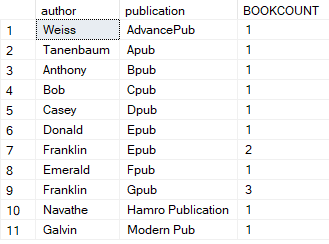 author publication BOOKCOUNT
1 Weiss AdvancePub 1
2 Tanenbaum Apub 1
3 Anthony Bpub 1
4 Bob Cpub 1
5 Casey Dpub 1
6 Donald Epub 1
7 Franklin Epub 2
8 Emerald Fpub 1
9 Franklin Gpub 3
10 Navathe Hamro Publication 1
11 Galvin Modern Pub 1